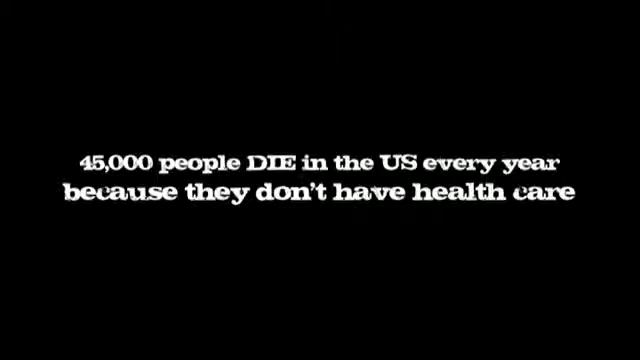 45,000 people DIE in the US every year
because they don't have health care